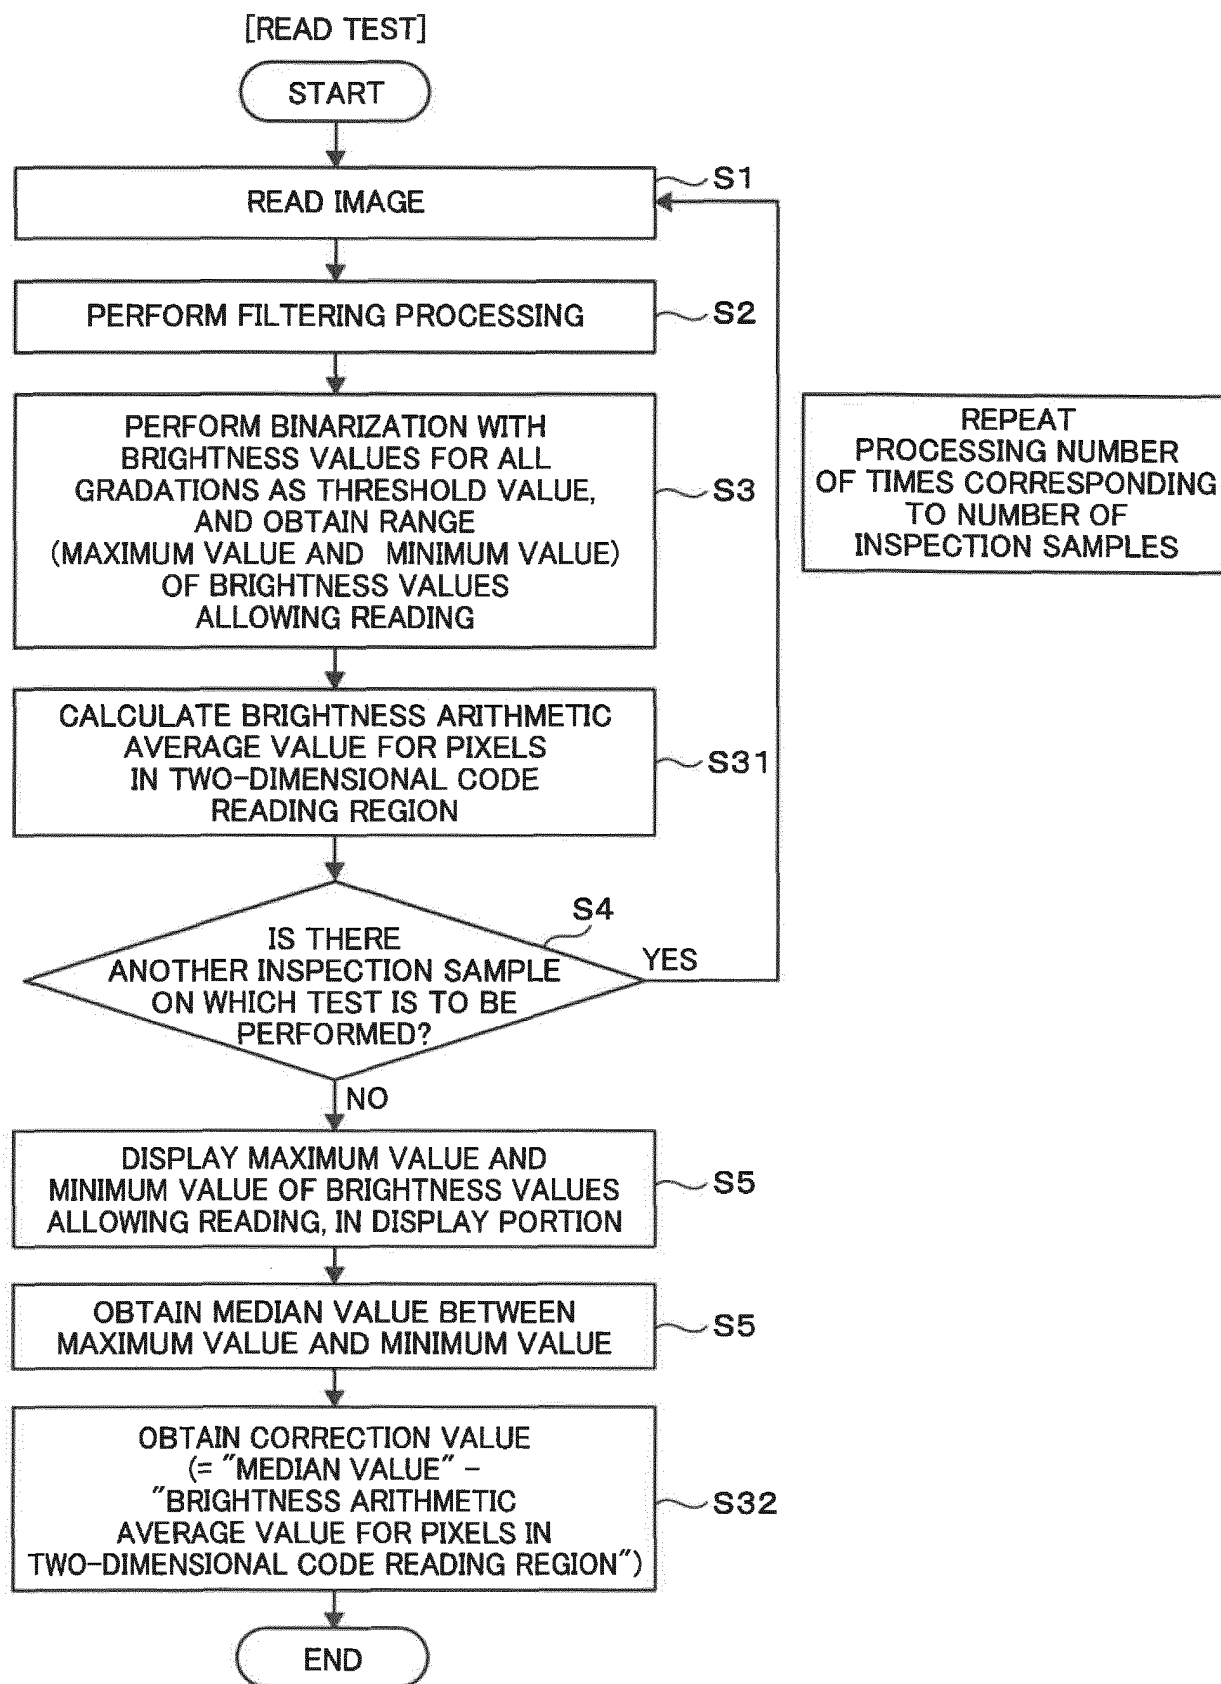 [READ TEST]
START
READ IMAGE
S1
PERFORM FILTERING PROCESSING
S2
PERFORM BINARIZATION WITH
BRIGHTNESS VALUES FOR ALL
GRADATIONS AS THRESHOLD VALUE,
AND OBTAIN RANGE
(MAXIMUM VALUE AND MINIMUM VALUE)
OF BRIGHTNESS VALUES
ALLOWING READING
S3
REPEAT
PROCESSING NUMBER
OF TIMES CORRESPONDING
TO NUMBER OF
INSPECTION SAMPLES
CALCULATE BRIGHTNESS ARITHMETIC
AVERAGE VALUE FOR PIXELS
IN TWO-DIMENSIONAL CODE
READING REGION
S31
IS THERE
ANOTHER INSPECTION SAMPLE
ON WHICH TEST IS TO BE
PERFORMED?
S4
YES
NO
DISPLAY MAXIMUM VALUE AND
MINIMUM VALUE OF BRIGHTNESS VALUES
ALLOWING READING, IN DISPLAY PORTION
S5
OBTAIN MEDIAN VALUE BETWEEN
MAXIMUM VALUE AND MINIMUM VALUE
S5
OBTAIN CORRECTION VALUE
(= "MEDIAN VALUE" -
"BRIGHTNESS ARITHMETIC
AVERAGE VALUE FOR PIXELS IN
TWO-DIMENSIONAL CODE READING REGION")
S32
END